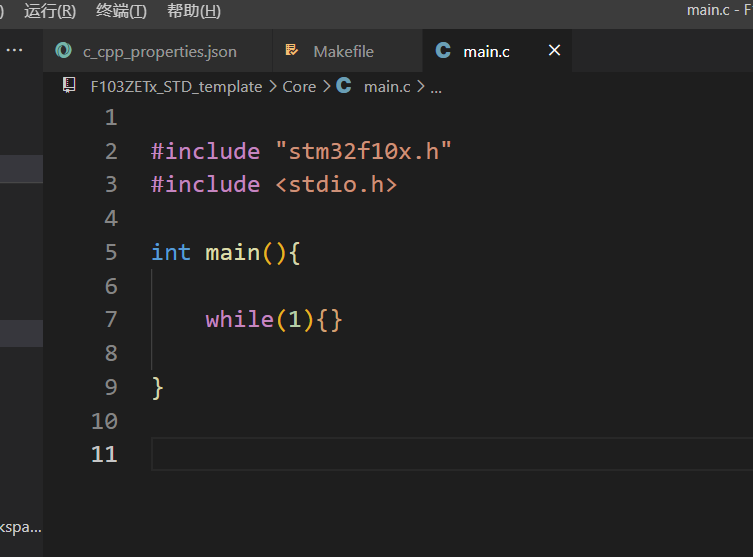 ) 运行(R) 终端(T) 帮助(H) main.c - F
··· c_cpp_properties.json Makefile C main.c ×
F103ZETx_STD_template > Core > C main.c > ...
1
2 #include "stm32f10x.h"
3 #include <stdio.h>
4
5 int main(){
6
7 while(1){}
8
9 }
10
11
kspa...